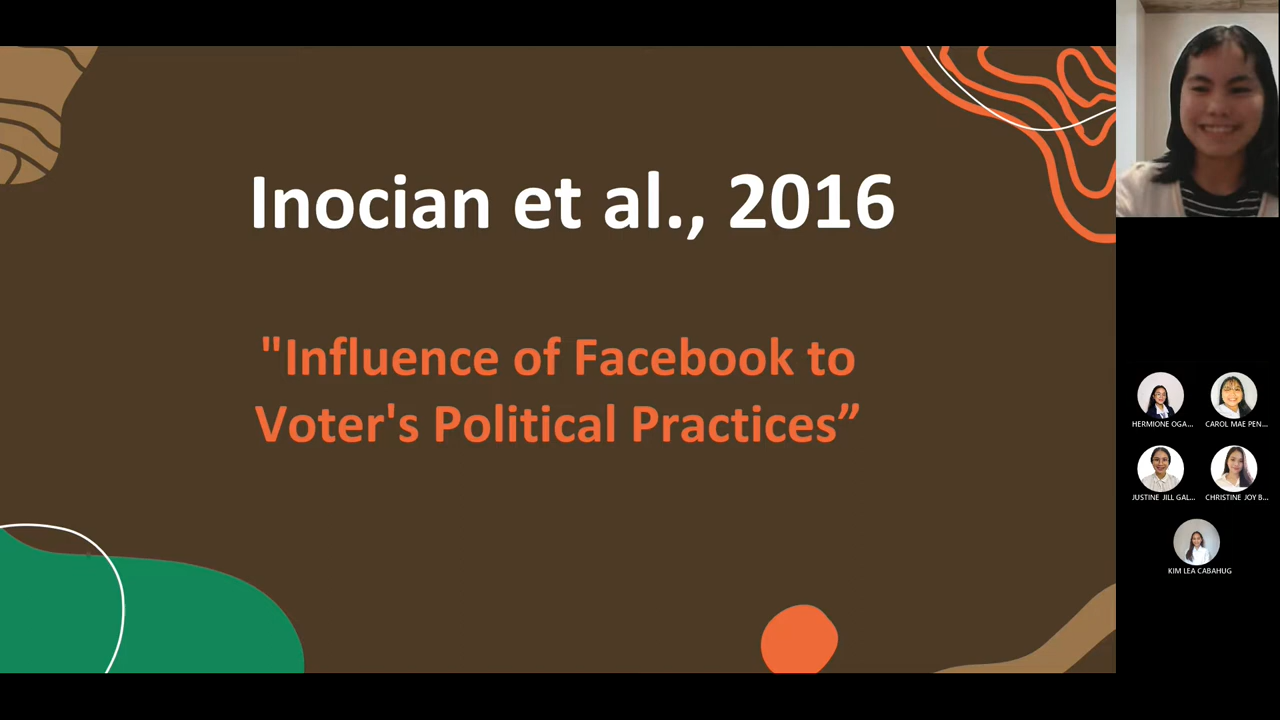 Inocian et al., 2016
"Influence of Facebook to
Voter's Political Practices”
HERMIONE OGA...
CAROL MAE PEN...
JUSTINE JILL GAL...
CHRISTINE JOY B...
KIM LEA CABAHUG